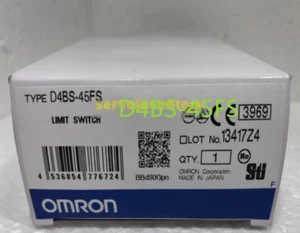 TYPE D4BS-45FS
LIMIT SWITCH
D4BS-45FS
3969
LOT No. 13417Z4
QTY. 1
4 536854 776724
OMRON Corporation
MADE IN JAPAN
OMRON
F